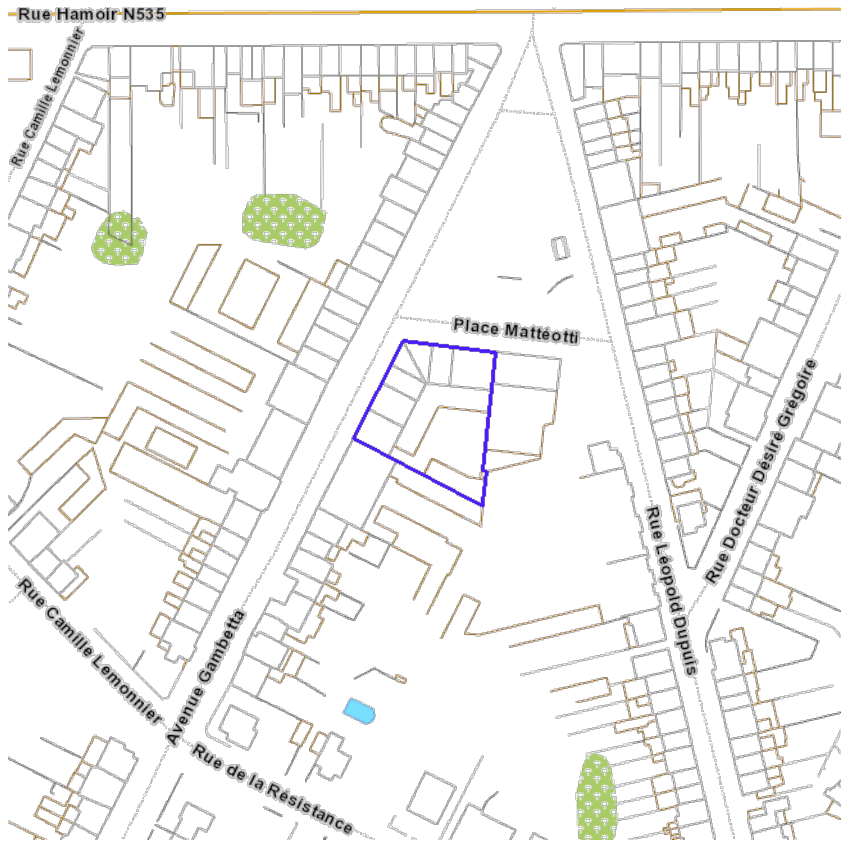 Rue Hamoir N535
Rue Camille Lemonnier
Place Mattéotti
Rue Docteur Désiré Grégoire
Rue Léopold Dupuis
Rue Camille Lemonnier
Avenue Gambetta
Rue de la Résistance